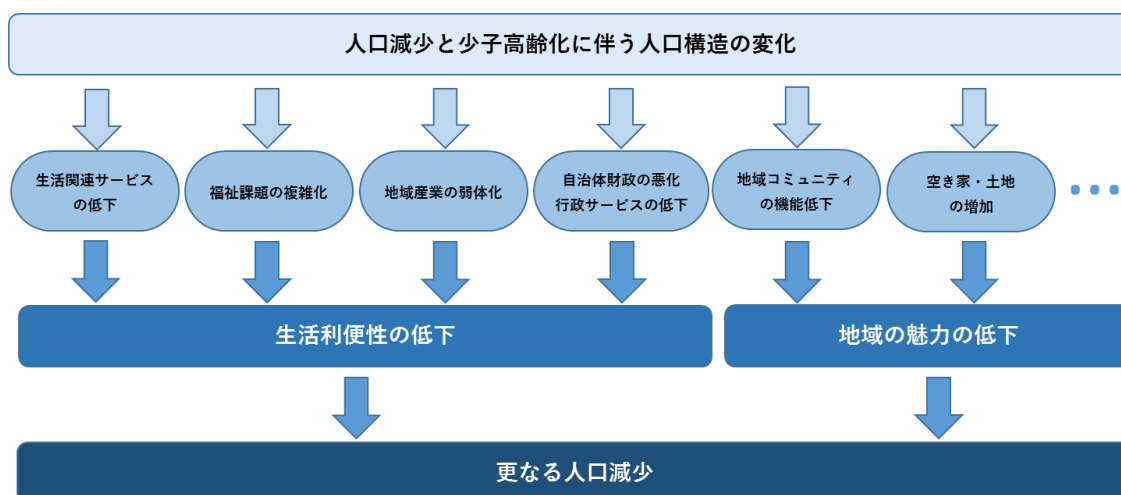 人口減少と少子高齢化に伴う人口構造の変化
生活関連サービス
の低下
福祉課題の複雑化
地域産業の弱体化
自治体財政の悪化
行政サービスの低下
地域コミュニティ
の機能低下
空き家・土地
の増加
生活利便性の低下
地域の魅力の低下
更なる人口減少